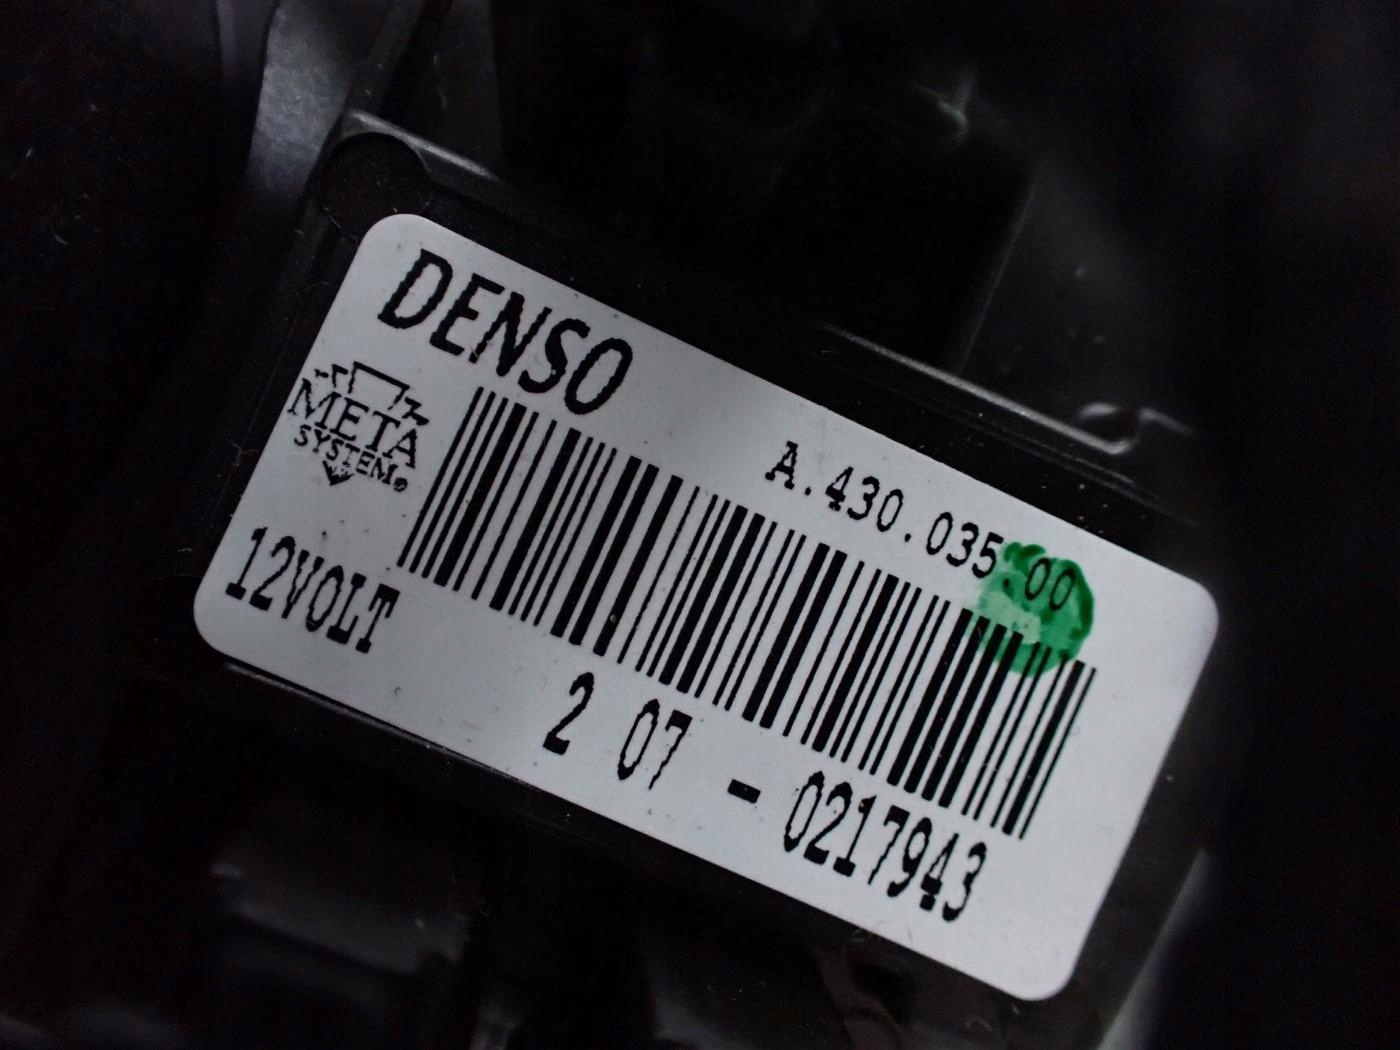 DENSO
META
SYSTEM
A.430.035.00
12VOLT
2 07 - 0217943